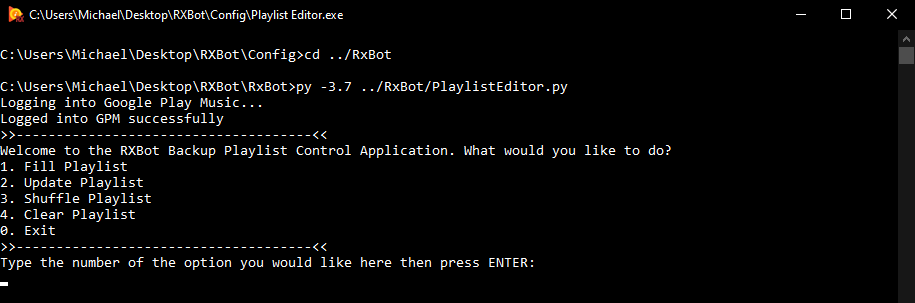 C:\Users\Michael\Desktop\RXBot\Config\Playlist Editor.exe
C:\Users\Michael\Desktop\RXBot\Config>cd ../RxBot
C:\Users\Michael\Desktop\RXBot\RxBot>py -3.7 ../RxBot/PlaylistEditor.py
Logging into Google Play Music...
Logged into GPM successfully
>>-------------------------------------<<
Welcome to the RXBot Backup Playlist Control Application. What would you like to do?
1. Fill Playlist
2. Update Playlist
3. Shuffle Playlist
4. Clear Playlist
0. Exit
>>-------------------------------------<<
Type the number of the option you would like here then press ENTER: